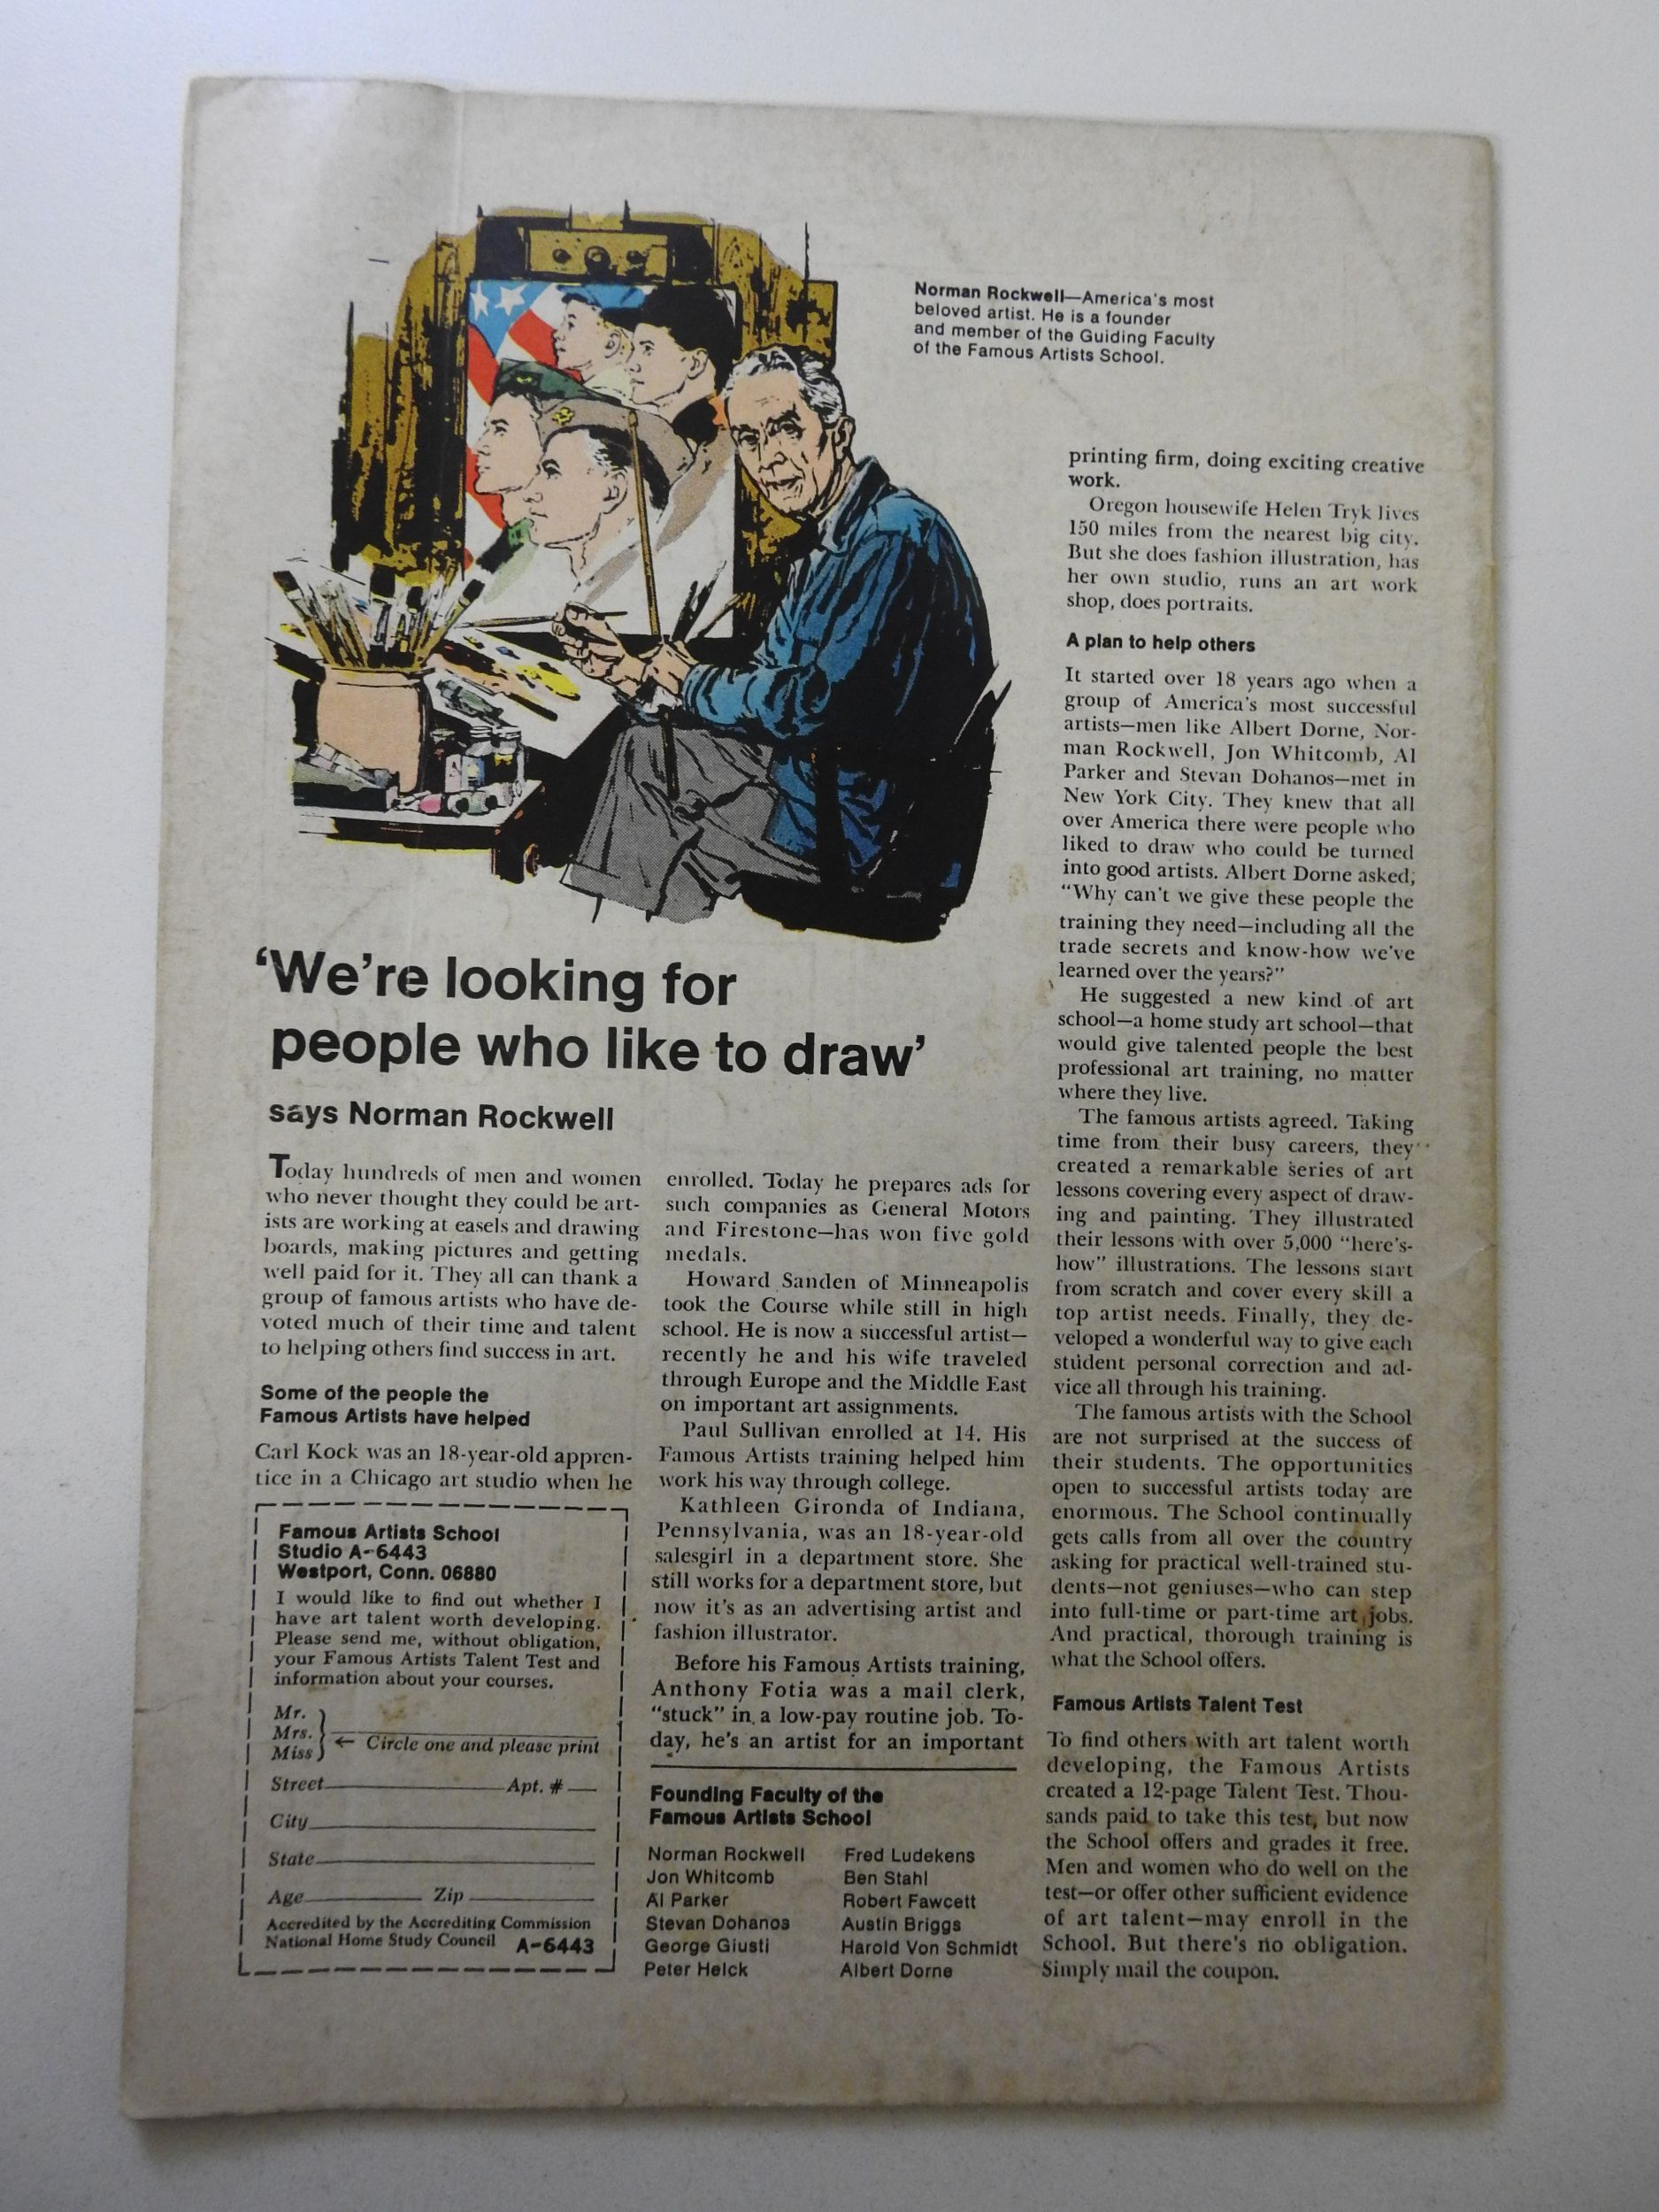 Norman Rockwell—America's most
beloved artist. He is a founder
and member of the Guiding Faculty
of the Famous Artists School.
'We're looking for
people who like to draw'
says Norman Rockwell
Today hundreds of men and women
who never thought they could be art-
ists are working at easels and drawing
boards, making pictures and getting
well paid for it. They all can thank a
group of famous artists who have de-
voted much of their time and talent
to helping others find success in art.
Some of the people the
Famous Artists have helped
Carl Kock was an 18-year-old appren-
tice in a Chicago art studio when he
enrolled. Today he prepares ads for
such companies as General Motors
and Firestone—has won five gold
medals.
Howard Sanden of Minneapolis
took the Course while still in high
school. He is now a successful artist—
recently he and his wife traveled
through Europe and the Middle East
on important art assignments.
Paul Sullivan enrolled at 14. His
Famous Artists training helped him
work his way through college.
Kathleen Gironda of Indiana,
Pennsylvania, was an 18-year-old
salesgirl in a department store. She
still works for a department store, but
now it's as an advertising artist and
fashion illustrator.
Before his Famous Artists training,
Anthony Fotia was a mail clerk,
"stuck" in a low-pay routine job. To-
day, he's an artist for an important
printing firm, doing exciting creative
work.
Oregon housewife Helen Tryk lives
150 miles from the nearest big city.
But she does fashion illustration, has
her own studio, runs an art work
shop, does portraits.
A plan to help others
It started over 18 years ago when a
group of America's most successful
artists—men like Albert Dorne, Nor-
man Rockwell, Jon Whitcomb, Al
Parker and Stevan Dohanos—met in
New York City. They knew that all
over America there were people who
liked to draw who could be turned
into good artists. Albert Dorne asked,
"Why can't we give these people the
training they need—including all the
trade secrets and know-how we've
learned over the years?"
He suggested a new kind of art
school—a home study art school—that
would give talented people the best
professional art training, no matter
where they live.
The famous artists agreed. Taking
time from their busy careers, they
created a remarkable series of art
lessons covering every aspect of draw-
ing and painting. They illustrated
their lessons with over 5,000 "here's-
how" illustrations. The lessons start
from scratch and cover every skill a
top artist needs. Finally, they de-
veloped a wonderful way to give each
student personal correction and ad-
vice all through his training.
The famous artists with the School
are not surprised at the success of
their students. The opportunities
open to successful artists today are
enormous. The School continually
gets calls from all over the country
asking for practical well-trained stu-
dents—not geniuses—who can step
into full-time or part-time art jobs.
And practical, thorough training is
what the School offers.
Famous Artists Talent Test
To find others with art talent worth
developing, the Famous Artists
created a 12-page Talent Test. Thou-
sands paid to take this test, but now
the School offers and grades it free.
Men and women who do well on the
test—or offer other sufficient evidence
of art talent—may enroll in the
School. But there's no obligation.
Simply mail the coupon.
Famous Artists School
Studio A-6443
Westport, Conn. 06880
I would like to find out whether I
have art talent worth developing.
Please send me, without obligation,
your Famous Artists Talent Test and
information about your courses.
Mr.
Mrs.
Miss
← Circle one and please print
Street Apt. #
City
State
Age Zip
Accredited by the Accrediting Commission
National Home Study Council A-6443
Founding Faculty of the
Famous Artists School
Norman Rockwell
Jon Whitcomb
Al Parker
Stevan Dohanos
George Giusti
Peter Helck
Fred Ludekens
Ben Stahl
Robert Fawcett
Austin Briggs
Harold Von Schmidt
Albert Dorne